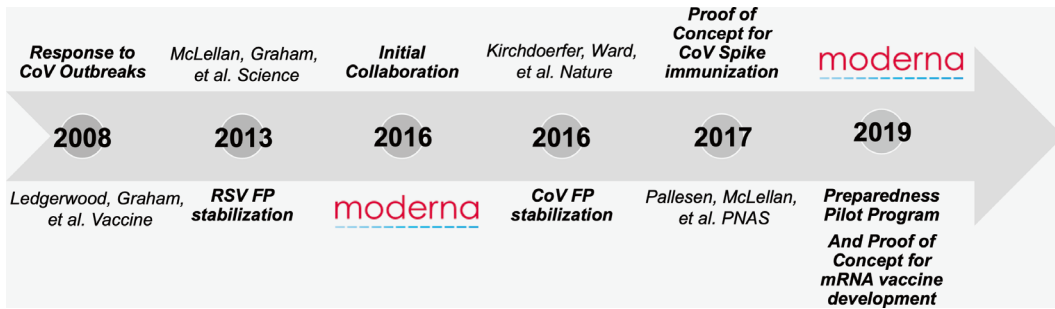 Response to
CoV Outbreaks
2008
Ledgerwood, Graham,
et al. Vaccine
McLellan, Graham,
et al. Science
2013
RSV FP
stabilization
Initial
Collaboration
2016
moderna
Kirchdoerfer, Ward,
et al. Nature
2016
CoV FP
stabilization
Proof of
Concept for
CoV Spike
immunization
2017
Pallesen, McLellan,
et al. PNAS
moderna
2019
Preparedness
Pilot Program
And Proof of
Concept for
mRNA vaccine
development